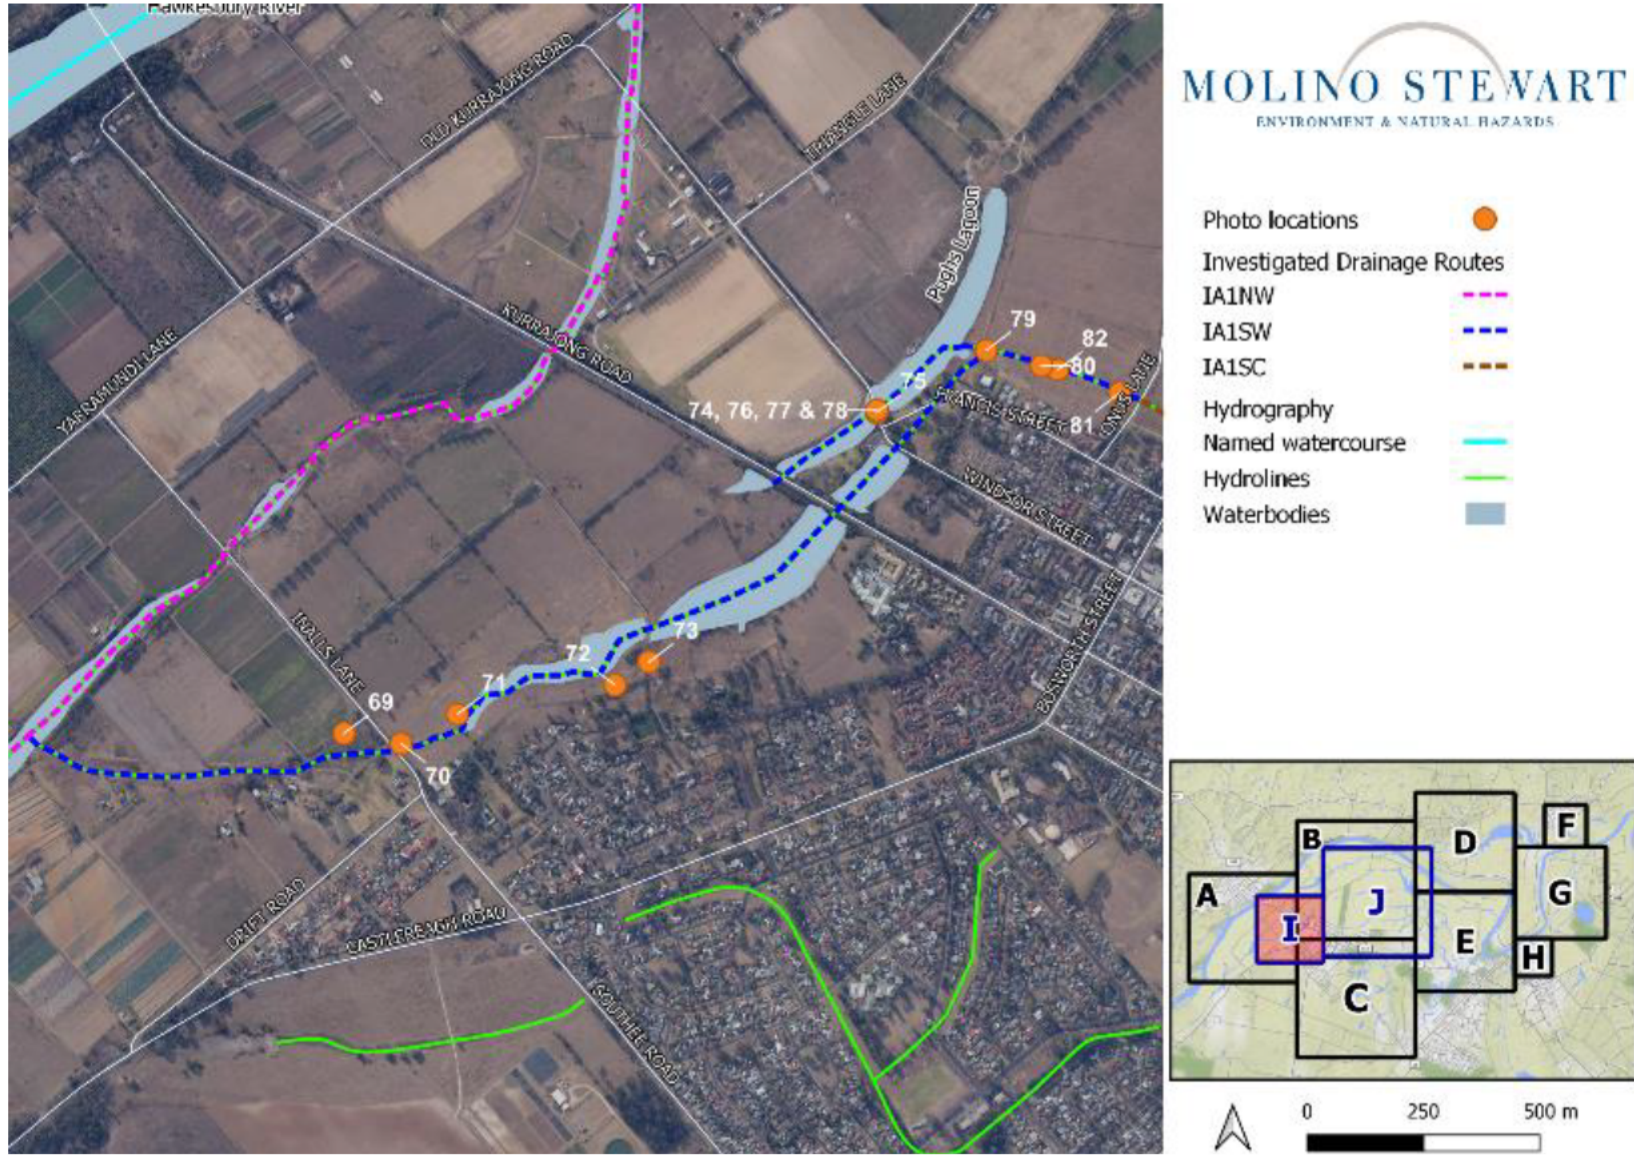 Hawkesbury River
OLD KURRAJONG ROAD
TRIANGLE LANE
Pughs Lagoon
KURRAJONG ROAD
YARRAMUNDI LANE
79
82
80
75
74, 76, 77 & 78
FRANCIS STREET
81
LANE
WINDSOR STREET
BOSWORTH STREET
INALLS LANE
73
72
71
69
70
DRIFT ROAD
CASTLEREAGH ROAD
SOUTHEE ROAD
MOLINO STEWART
ENVIRONMENT & NATURAL HAZARDS
Photo locations
Investigated Drainage Routes
IA1NW
IA1SW
IA1SC
Hydrography
Named watercourse
Hydrolines
Waterbodies
A
B
C
D
E
F
G
H
I
J
0 250 500 m